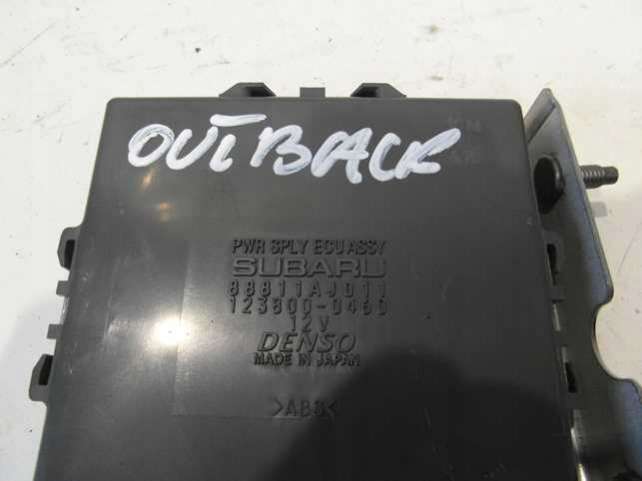 OUTBACK
PWR SPLY ECU ASSY
SUBARU
88811AJ011
123800-0460
12V
DENSO
MADE IN JAPAN
>ABS<